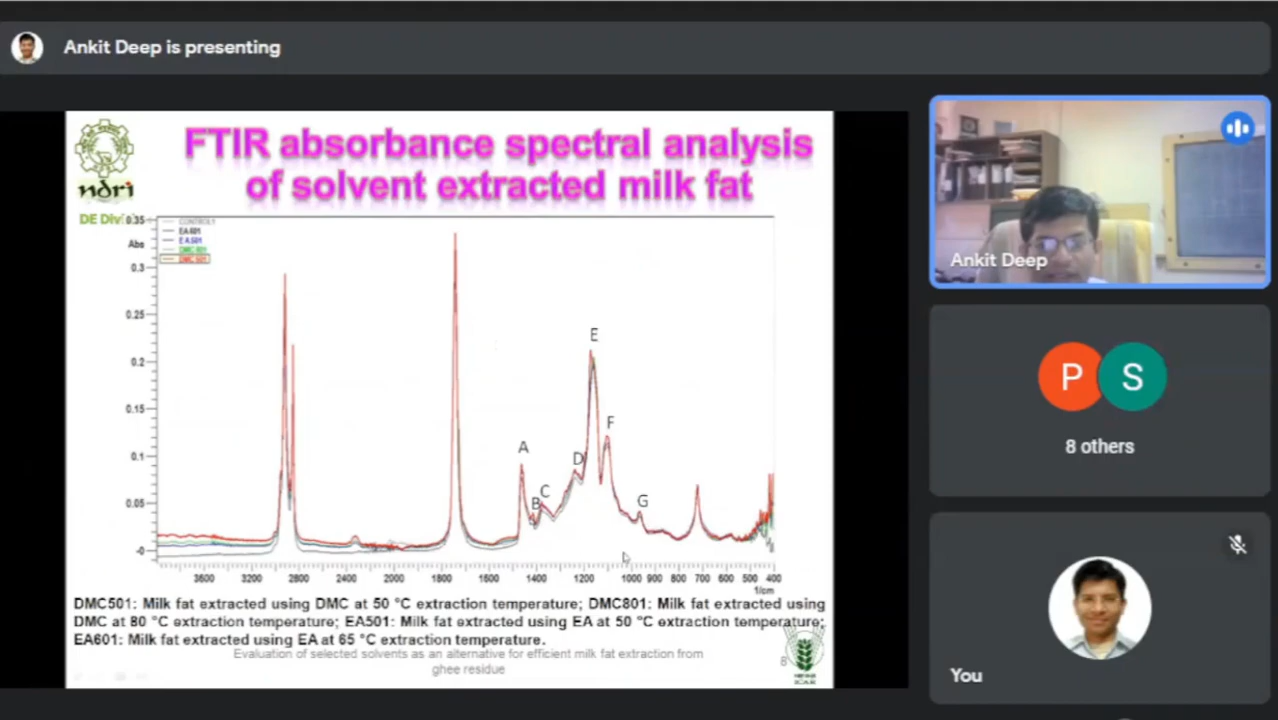 Ankit Deep is presenting
FTIR absorbance spectral analysis
of solvent extracted milk fat
ndri
DE Div
0.35
Abs
0.3
0.25
0.2
0.15
0.1
0.05
-0
EA601
EA501
DMC 501
A
B
C
D
E
F
G
3600 3200 2800 2400 2000 1800 1600 1400 1200 1000 900 800 700 600 500 400
1/cm
DMC501: Milk fat extracted using DMC at 50 °C extraction temperature; DMC801: Milk fat extracted using
DMC at 80 °C extraction temperature; EA501: Milk fat extracted using EA at 50 °C extraction temperature;
EA601: Milk fat extracted using EA at 65 °C extraction temperature.
Evaluation of selected solvents as an alternative for efficient milk fat extraction from
ghee residue
8
Ankit Deep
P
S
8 others
You